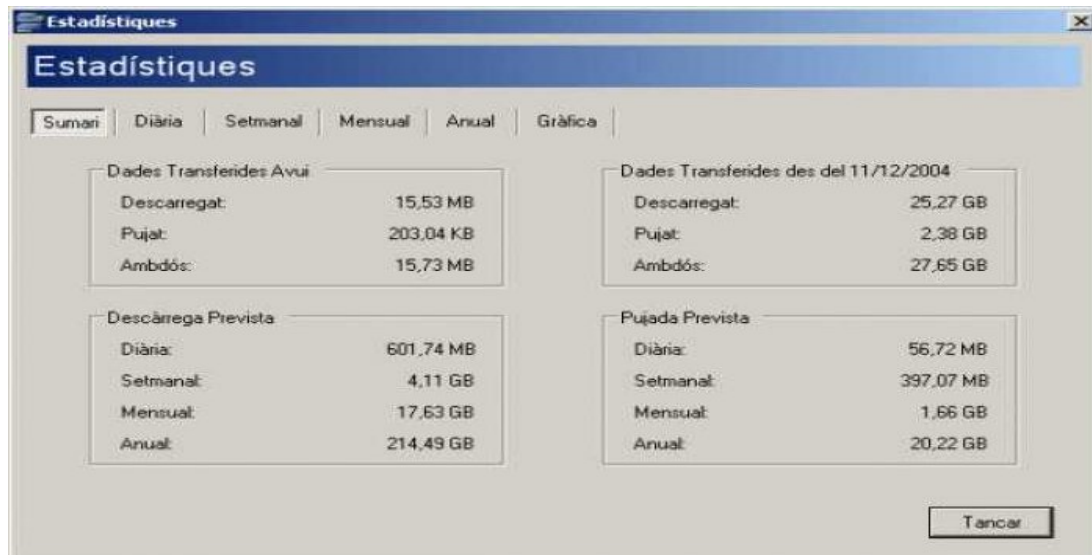 Estadístiques
Estadístiques
Sumari Diària Setmanal Mensual Anual Gràfica
Dades Transferides Avui
Descarregat: 15,53 MB
Pujat: 203,04 KB
Ambdós: 15,73 MB
Dades Transferides des del 11/12/2004
Descarregat: 25,27 GB
Pujat: 2,38 GB
Ambdós: 27,65 GB
Descàrrega Prevista
Diària: 601,74 MB
Setmanal: 4,11 GB
Mensual: 17,63 GB
Anual: 214,49 GB
Pujada Prevista
Diària: 56,72 MB
Setmanal: 397,07 MB
Mensual: 1,66 GB
Anual: 20,22 GB
Tancar